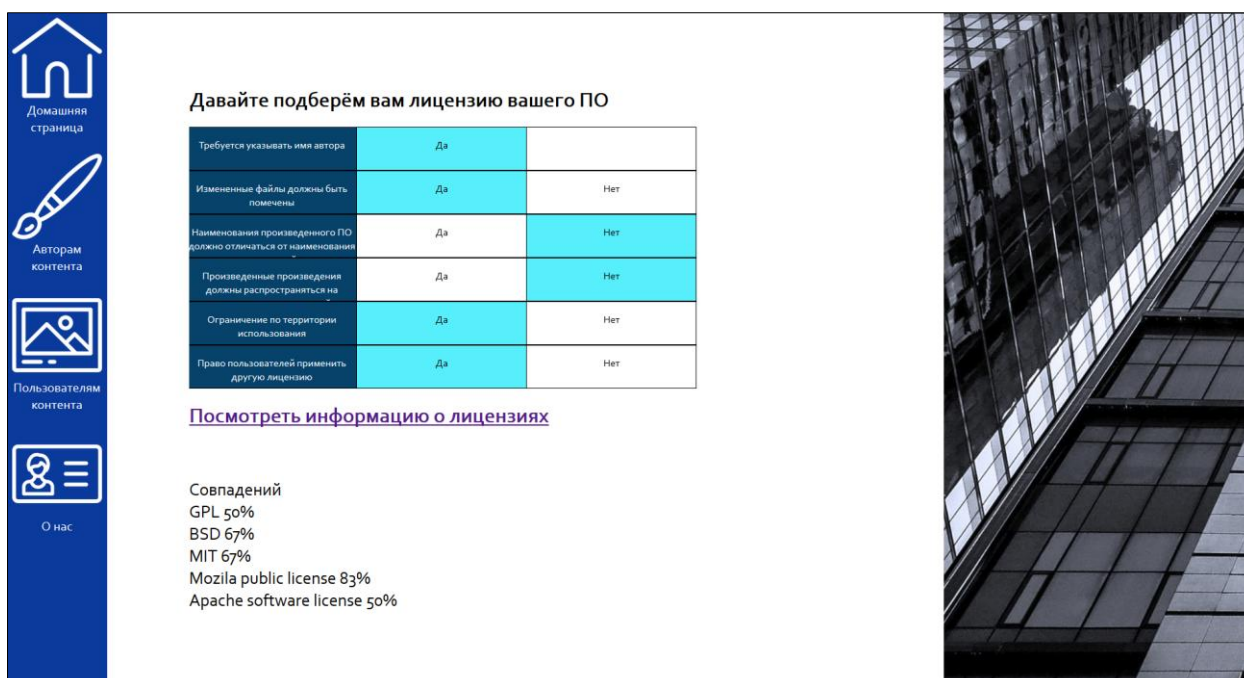 Домашняя
страница
Авторам
контента
Пользователям
контента
О нас
Давайте подберём вам лицензию вашего ПО
Требуется указывать имя автора
Да
Измененные файлы должны быть
помечены
Да
Нет
Наименования произведенного ПО
должно отличаться от наименования
Да
Нет
Произведенные произведения
должны распространяться на
Да
Нет
Ограничение по территории
использования
Да
Нет
Право пользователей применить
другую лицензию
Да
Нет
Посмотреть информацию о лицензиях
Совпадений
GPL 50%
BSD 67%
MIT 67%
Mozila public license 83%
Apache software license 50%